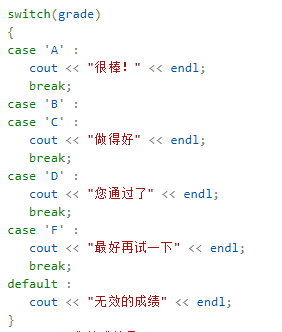 switch(grade)
{
case 'A' :
   cout << "很棒！" << endl;
   break;
case 'B' :
case 'C' :
   cout << "做得好" << endl;
   break;
case 'D' :
   cout << "您通过了" << endl;
   break;
case 'F' :
   cout << "最好再试一下" << endl;
   break;
default :
   cout << "无效的成绩" << endl;
}